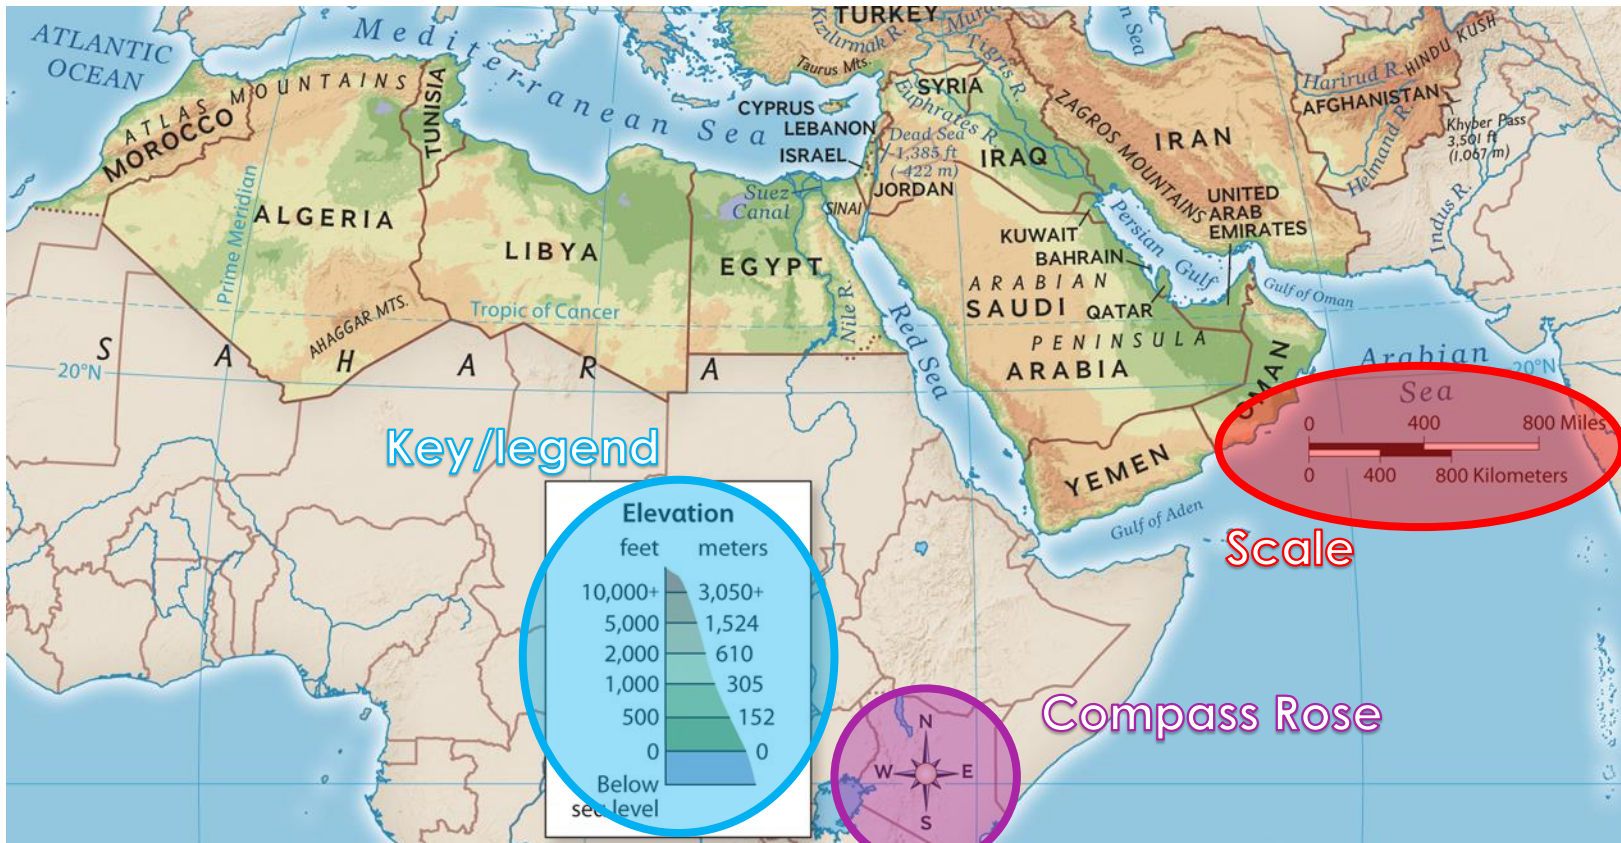 ATLANTIC
OCEAN
Mediterranean Sea
TURKEY
Kızılırmak R.
Mura
Tigris R.
Taurus Mts.
an Sea
HINDU KUSH
Harirud R.
AFGHANISTAN
Khyber Pass
3,501 ft
(1,067 m)
Helmand R.
Indus R.
ATLAS MOUNTAINS
MOROCCO
TUNISIA
CYPRUS
SYRIA
Euphrates R.
LEBANON
ISRAEL
Dead Sea
-1,385 ft
(-422 m)
JORDAN
IRAQ
ZAGROS MOUNTAINS
IRAN
Prime Meridian
ALGERIA
LIBYA
EGYPT
Suez
Canal
SINAI
Nile R.
Red Sea
KUWAIT
BAHRAIN
QATAR
Persian Gulf
UNITED
ARAB
EMIRATES
Gulf of Oman
ARABIAN
PENINSULA
SAUDI
ARABIA
OMAN
YEMEN
Gulf of Aden
Arabian
Sea
AHAGGAR MTS.
Tropic of Cancer
SAHARA
20°N
20°N
Key/legend
Elevation
feet meters
10,000+ 3,050+
5,000 1,524
2,000 610
1,000 305
500 152
0 0
Below
sea level
0 400 800 Miles
0 400 800 Kilometers
Scale
Compass Rose
N
W E
S